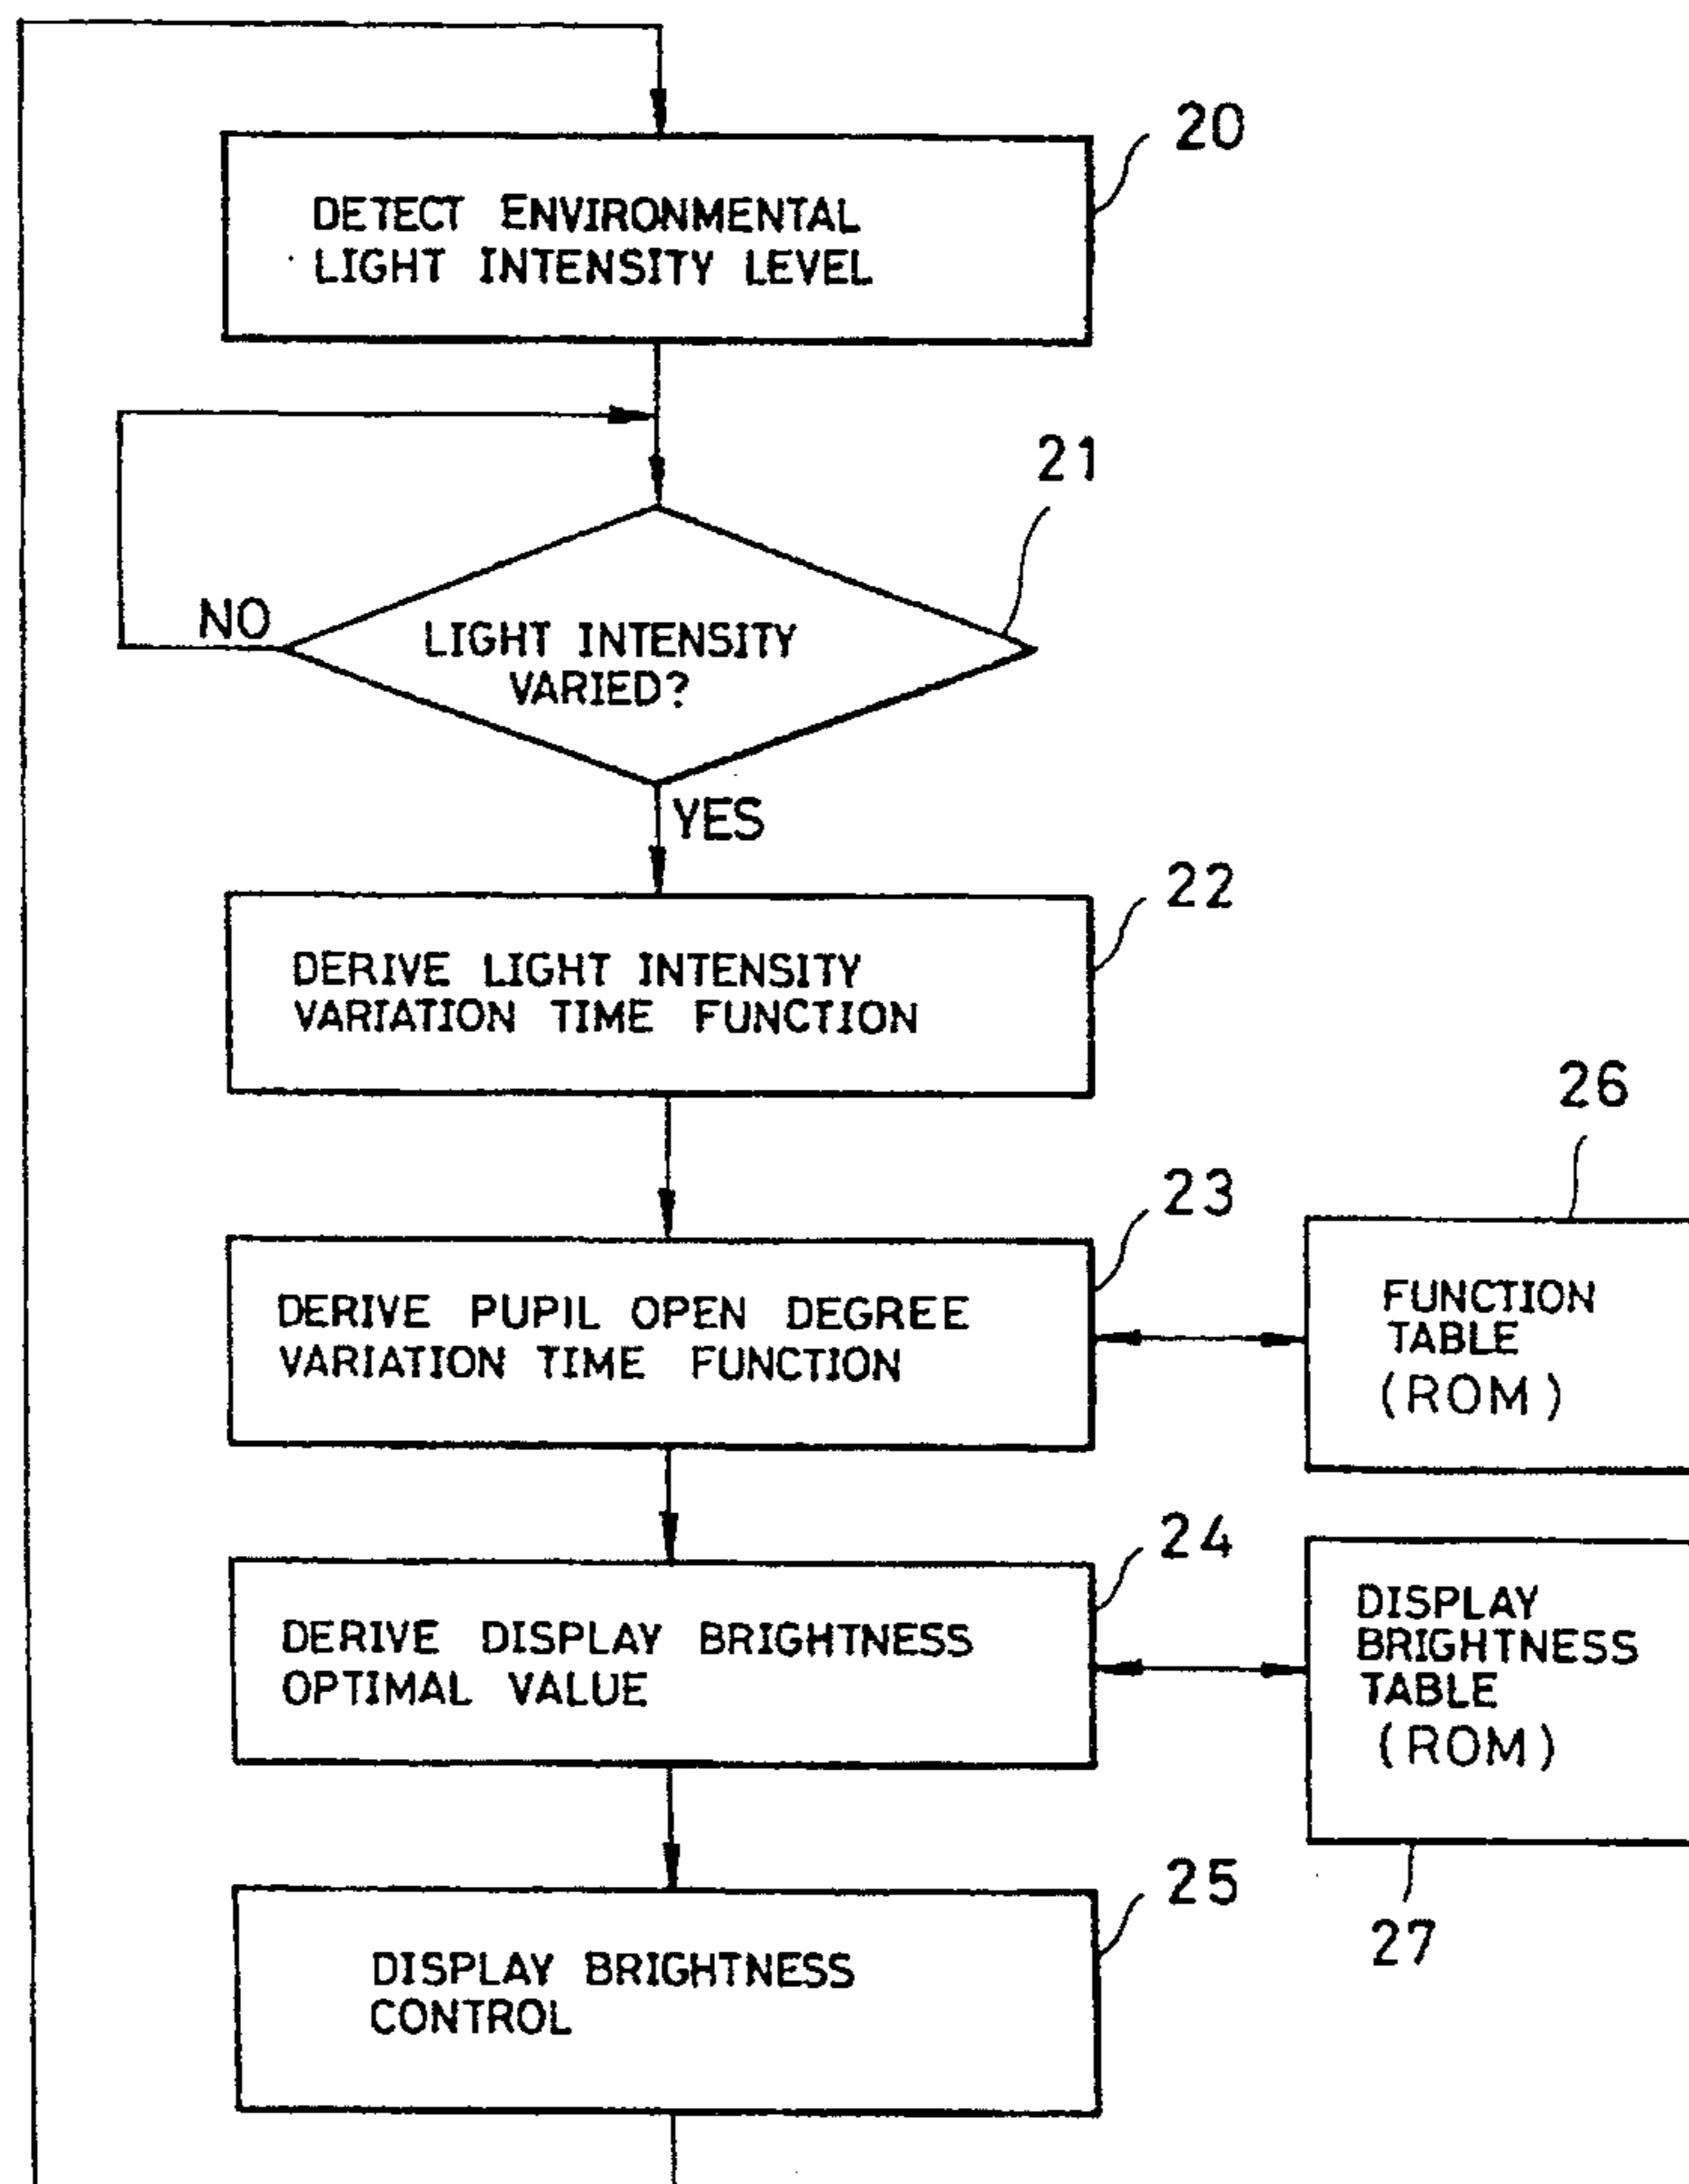 20
DETECT ENVIRONMENTAL
LIGHT INTENSITY LEVEL
21
NO
LIGHT INTENSITY
VARIED?
YES
22
DERIVE LIGHT INTENSITY
VARIATION TIME FUNCTION
23
DERIVE PUPIL OPEN DEGREE
VARIATION TIME FUNCTION
26
FUNCTION
TABLE
(ROM)
24
DERIVE DISPLAY BRIGHTNESS
OPTIMAL VALUE
DISPLAY
BRIGHTNESS
TABLE
(ROM)
27
25
DISPLAY BRIGHTNESS
CONTROL